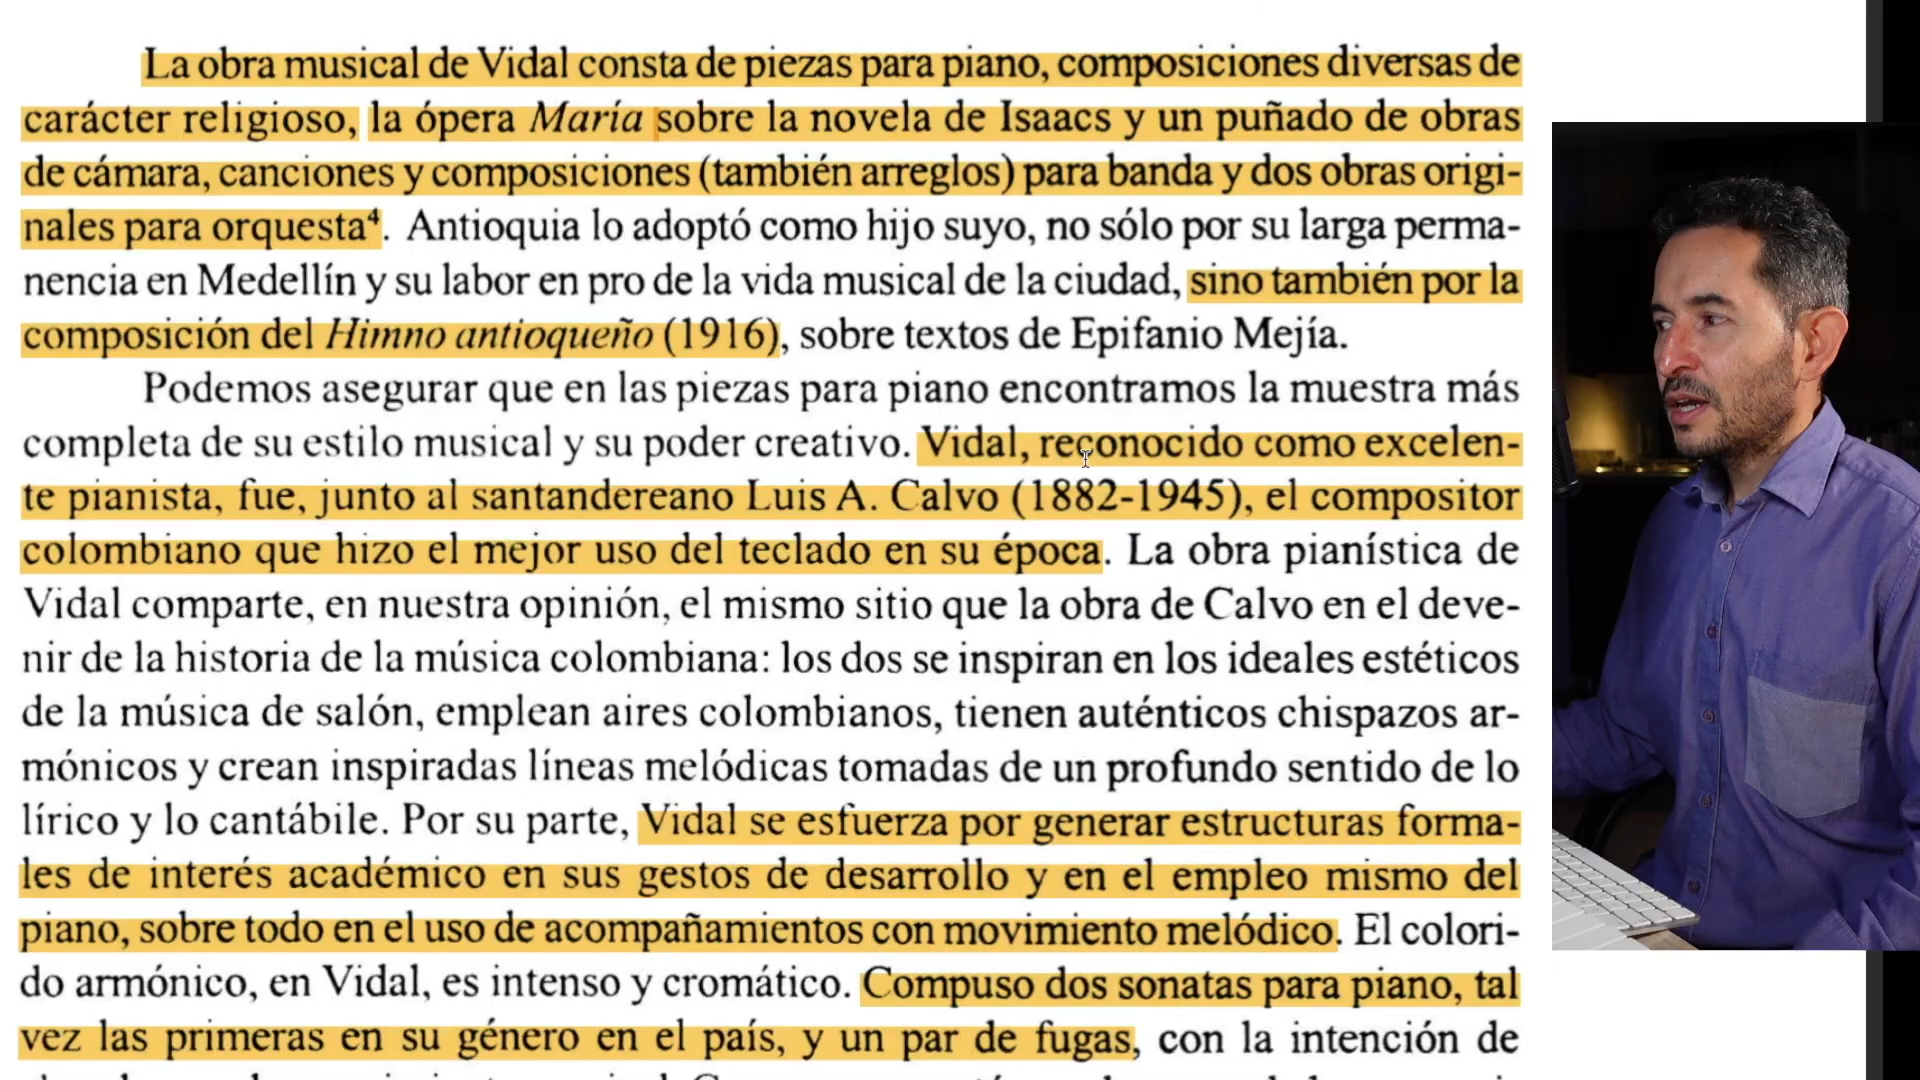 La obra musical de Vidal consta de piezas para piano, composiciones diversas de
carácter religioso, la ópera María sobre la novela de Isaacs y un puñado de obras
de cámara, canciones y composiciones (también arreglos) para banda y dos obras origi-
nales para orquesta⁴. Antioquia lo adoptó como hijo suyo, no sólo por su larga perma-
nencia en Medellín y su labor en pro de la vida musical de la ciudad, sino también por la
composición del Himno antioqueño (1916), sobre textos de Epifanio Mejía.
Podemos asegurar que en las piezas para piano encontramos la muestra más
completa de su estilo musical y su poder creativo. Vidal, reconocido como excelen-
te pianista, fue, junto al santandereano Luis A. Calvo (1882-1945), el compositor
colombiano que hizo el mejor uso del teclado en su época. La obra pianística de
Vidal comparte, en nuestra opinión, el mismo sitio que la obra de Calvo en el deve-
nir de la historia de la música colombiana: los dos se inspiran en los ideales estéticos
de la música de salón, emplean aires colombianos, tienen auténticos chispazos ar-
mónicos y crean inspiradas líneas melódicas tomadas de un profundo sentido de lo
lírico y lo cantábile. Por su parte, Vidal se esfuerza por generar estructuras forma-
les de interés académico en sus gestos de desarrollo y en el empleo mismo del
piano, sobre todo en el uso de acompañamientos con movimiento melódico. El colori-
do armónico, en Vidal, es intenso y cromático. Compuso dos sonatas para piano, tal
vez las primeras en su género en el país, y un par de fugas, con la intención de